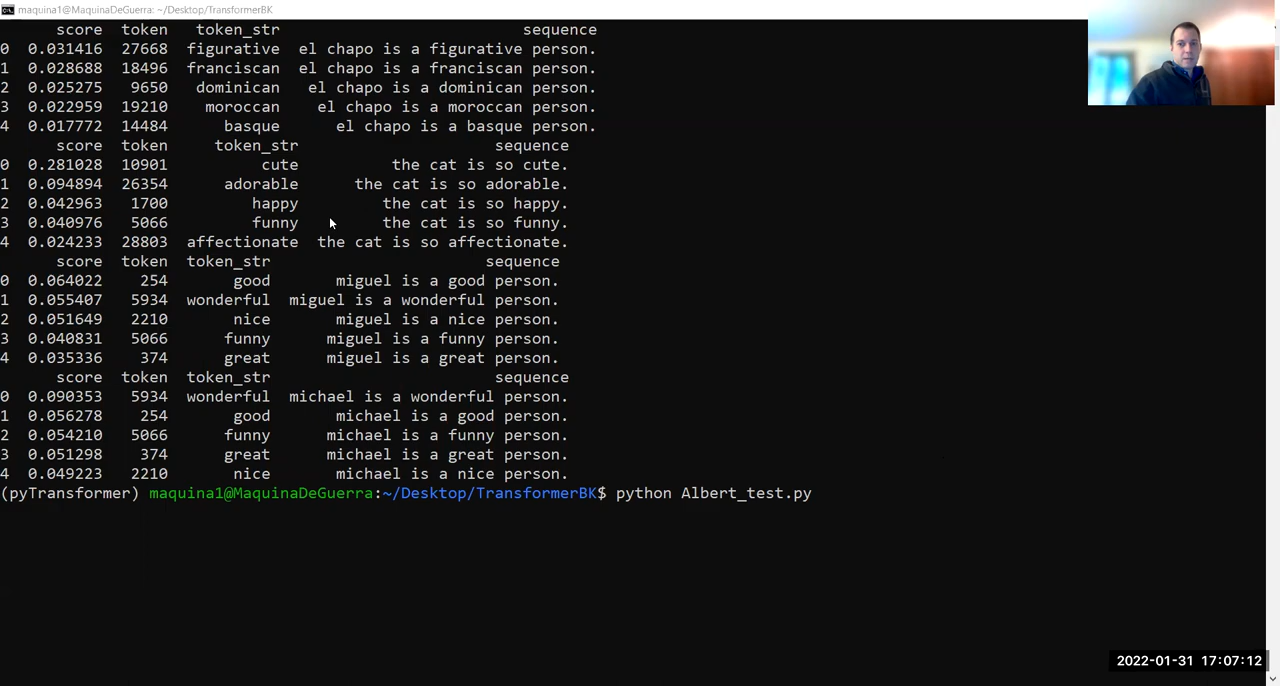 maquina1@MaquinaDeGuerra: ~/Desktop/TransformerBK
score token token_str sequence
0 0.031416 27668 figurative el chapo is a figurative person.
1 0.028688 18496 franciscan el chapo is a franciscan person.
2 0.025275 9650 dominican el chapo is a dominican person.
3 0.022959 19210 moroccan el chapo is a moroccan person.
4 0.017772 14484 basque el chapo is a basque person.
score token token_str sequence
0 0.281028 10901 cute the cat is so cute.
1 0.094894 26354 adorable the cat is so adorable.
2 0.042963 1700 happy the cat is so happy.
3 0.040976 5066 funny the cat is so funny.
4 0.024233 28803 affectionate the cat is so affectionate.
score token token_str sequence
0 0.064022 254 good miguel is a good person.
1 0.055407 5934 wonderful miguel is a wonderful person.
2 0.051649 2210 nice miguel is a nice person.
3 0.040831 5066 funny miguel is a funny person.
4 0.035336 374 great miguel is a great person.
score token token_str sequence
0 0.090353 5934 wonderful michael is a wonderful person.
1 0.056278 254 good michael is a good person.
2 0.054210 5066 funny michael is a funny person.
3 0.051298 374 great michael is a great person.
4 0.049223 2210 nice michael is a nice person.
(pyTransformer) maquina1@MaquinaDeGuerra:~/Desktop/TransformerBK$ python Albert_test.py
2022-01-31 17:07:12